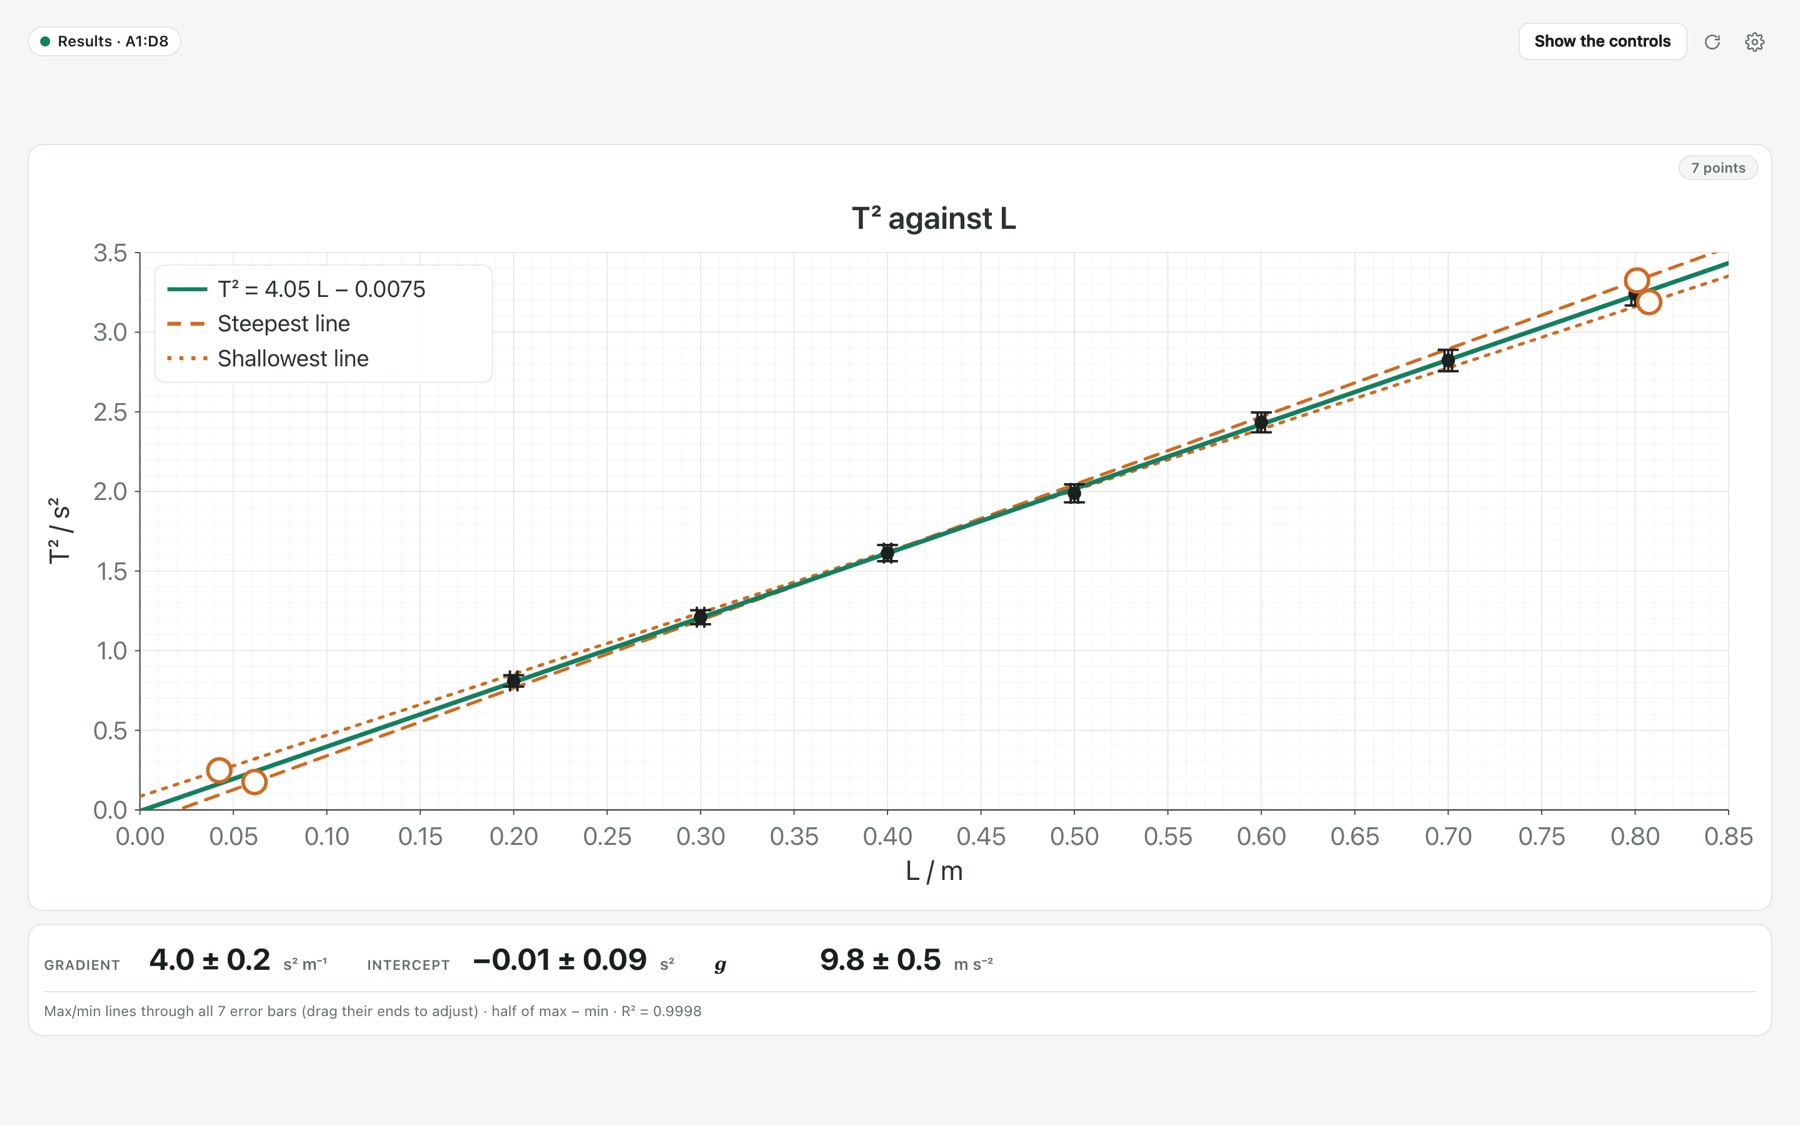 Results · A1:D8
Show the controls
7 points
T² against L
T² = 4.05 L − 0.0075
Steepest line
Shallowest line
3.5
3.0
2.5
2.0
1.5
1.0
0.5
0.0
T² / s²
0.00 0.05 0.10 0.15 0.20 0.25 0.30 0.35 0.40 0.45 0.50 0.55 0.60 0.65 0.70 0.75 0.80 0.85
L / m
GRADIENT 4.0 ± 0.2 s² m⁻¹ INTERCEPT −0.01 ± 0.09 s² g 9.8 ± 0.5 m s⁻²
Max/min lines through all 7 error bars (drag their ends to adjust) · half of max − min · R² = 0.9998